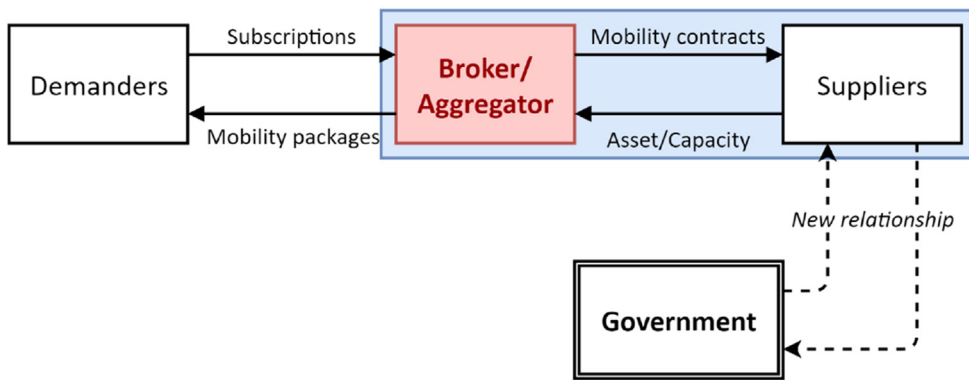 Subscriptions
Mobility contracts
Demanders
Broker/
Aggregator
Suppliers
Mobility packages
Asset/Capacity
New relationship
Government